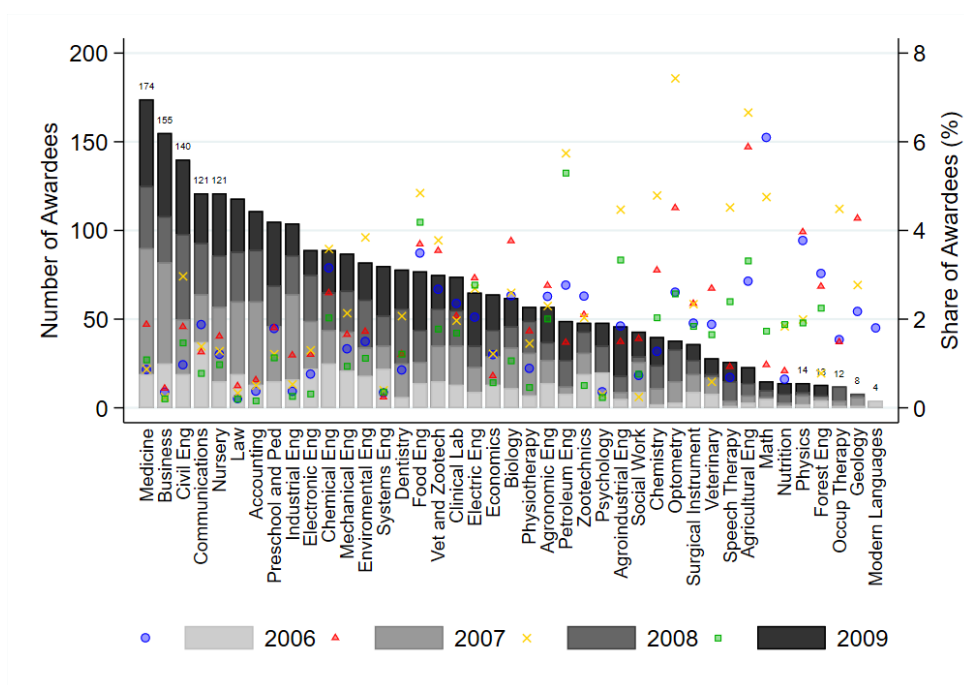 200
150
100
50
0
Number of Awardees
8
6
4
2
0
Share of Awardees (%)
174
155
140
121
121
14
13
12
8
4
Medicine
Business
Civil Eng
Communications
Nursery
Law
Accounting
Preschool and Ped
Industrial Eng
Electronic Eng
Chemical Eng
Mechanical Eng
Enviromental Eng
Systems Eng
Dentistry
Food Eng
Vet and Zootech
Clinical Lab
Electric Eng
Economics
Biology
Physiotherapy
Agronomic Eng
Petroleum Eng
Zootechnics
Psychology
Agroindustrial Eng
Social Work
Chemistry
Optometry
Surgical Instrument
Veterinary
Speech Therapy
Agricultural Eng
Math
Nutrition
Physics
Forest Eng
Occup Therapy
Geology
Modern Languages
2006 2007 2008 2009